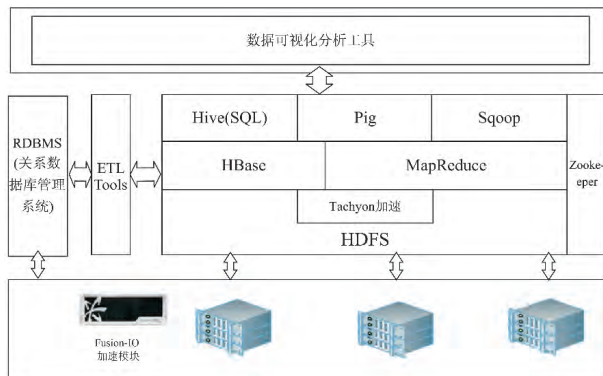 数据可视化分析工具
RDBMS
(关系数
据库管理
系统)
ETL
Tools
Hive(SQL)
Pig
Sqoop
HBase
MapReduce
Zooke-
eper
Tachyon加速
HDFS
Fusion-IO
加速模块